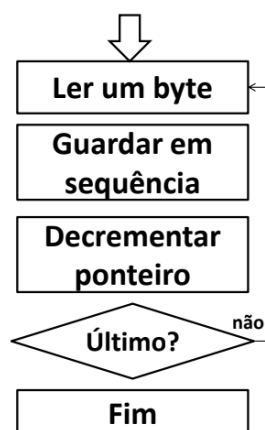 Ler um byte
Guardar em
sequência
Decrementar
ponteiro
Último?
não
Fim